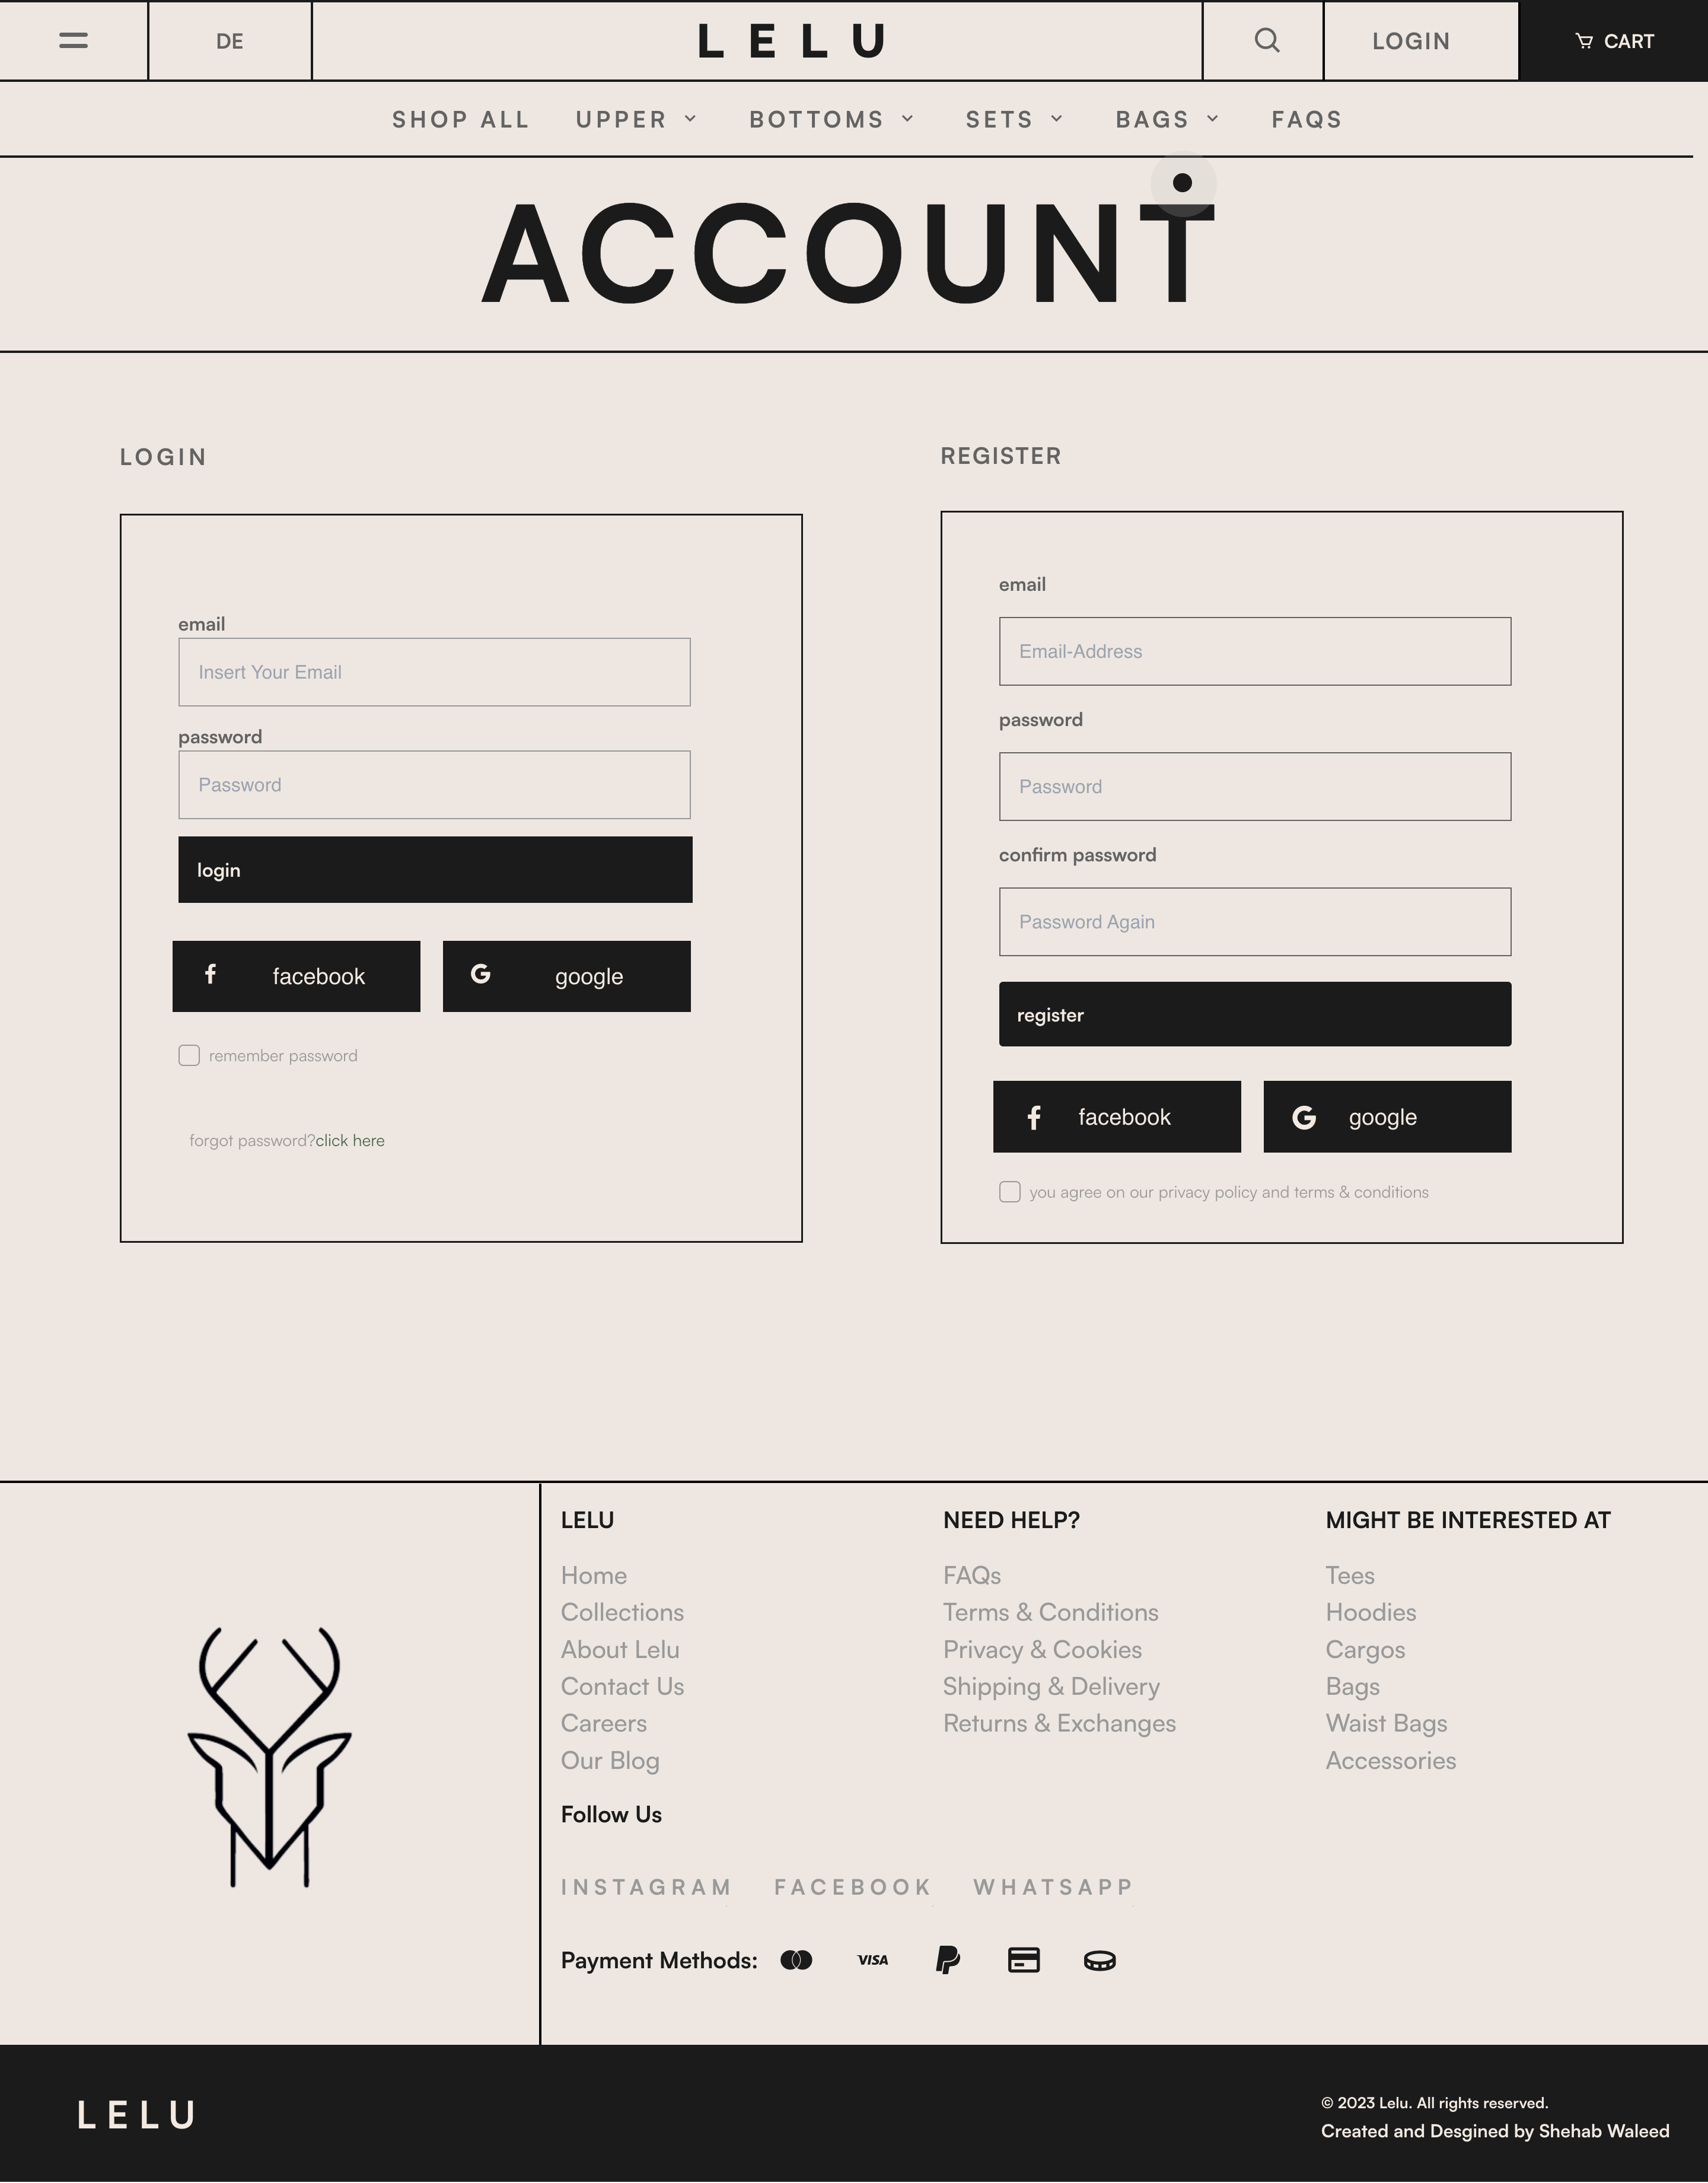 DE
LELU
LOGIN
CART
SHOP ALL
UPPER
BOTTOMS
SETS
BAGS
FAQS
ACCOUNT
LOGIN
email
Insert Your Email
password
Password
login
facebook
google
remember password
forgot password?click here
REGISTER
email
Email-Address
password
Password
confirm password
Password Again
register
facebook
google
you agree on our privacy policy and terms & conditions
LELU
Home
Collections
About Lelu
Contact Us
Careers
Our Blog
NEED HELP?
FAQs
Terms & Conditions
Privacy & Cookies
Shipping & Delivery
Returns & Exchanges
MIGHT BE INTERESTED AT
Tees
Hoodies
Cargos
Bags
Waist Bags
Accessories
Follow Us
INSTAGRAM
FACEBOOK
WHATSAPP
Payment Methods:
VISA
LELU
© 2023 Lelu. All rights reserved.
Created and Desgined by Shehab Waleed